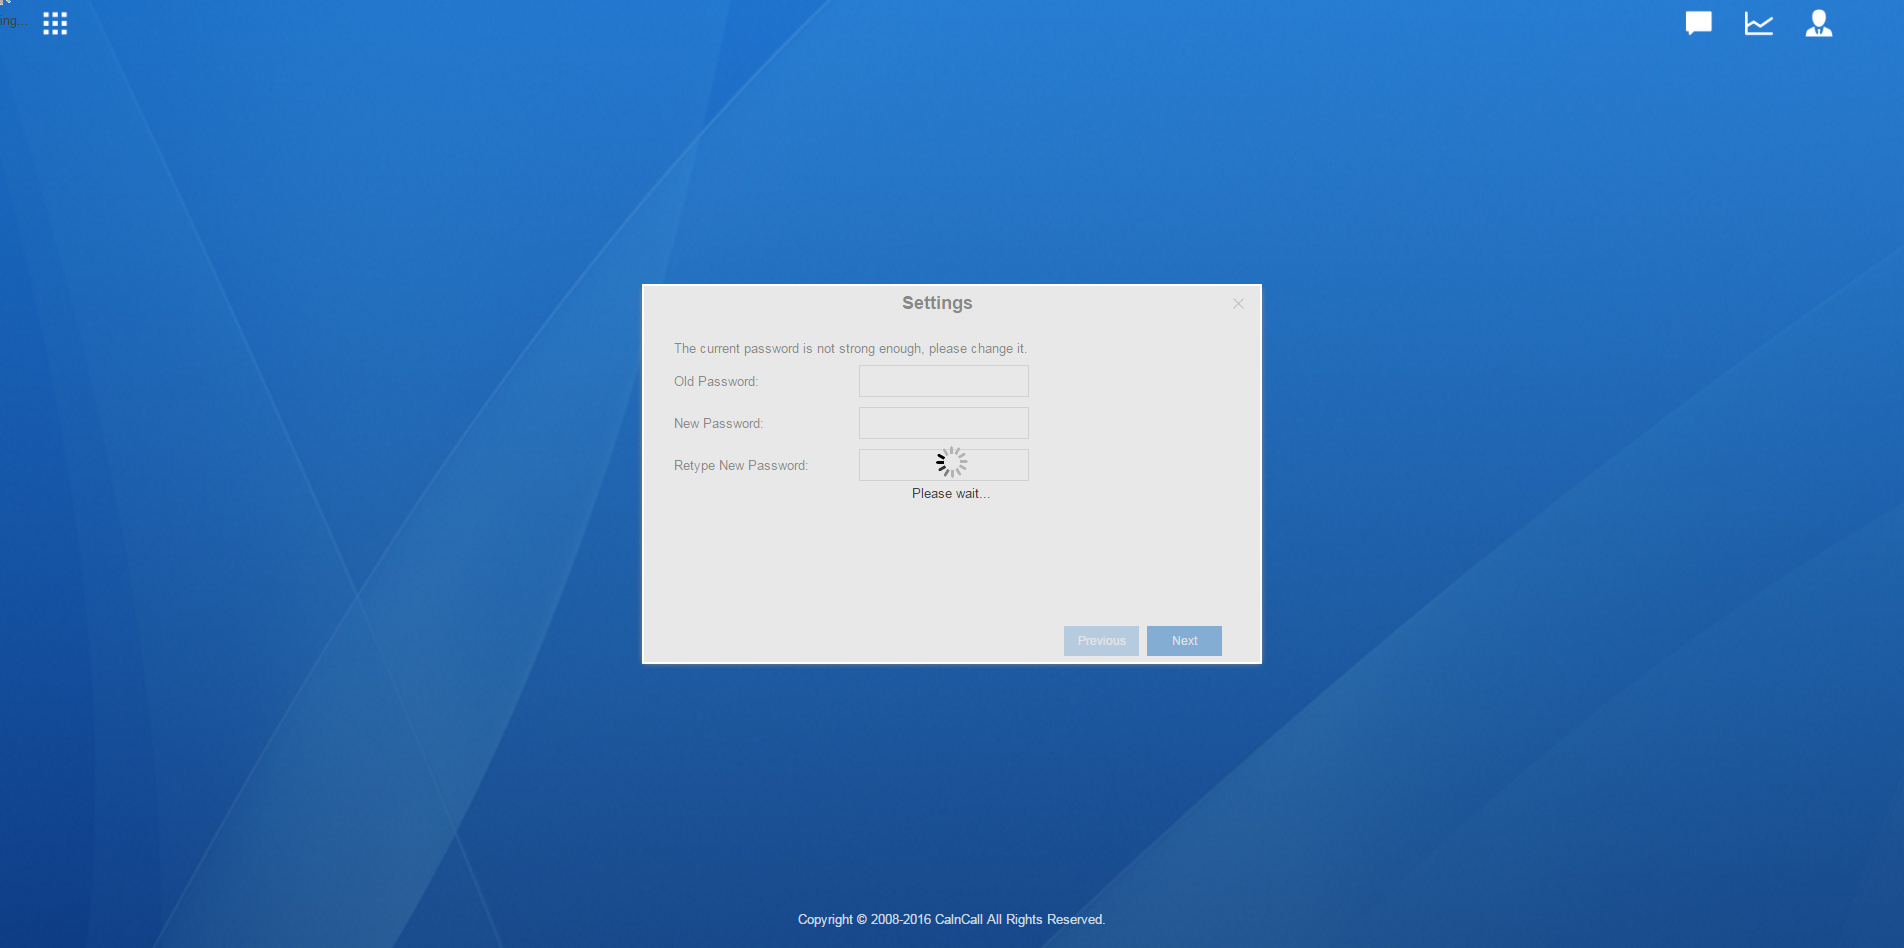 ing...
Settings
The current password is not strong enough, please change it.
Old Password:
New Password:
Retype New Password:
Please wait...
Previous Next
Copyright © 2008-2016 CalnCall All Rights Reserved.